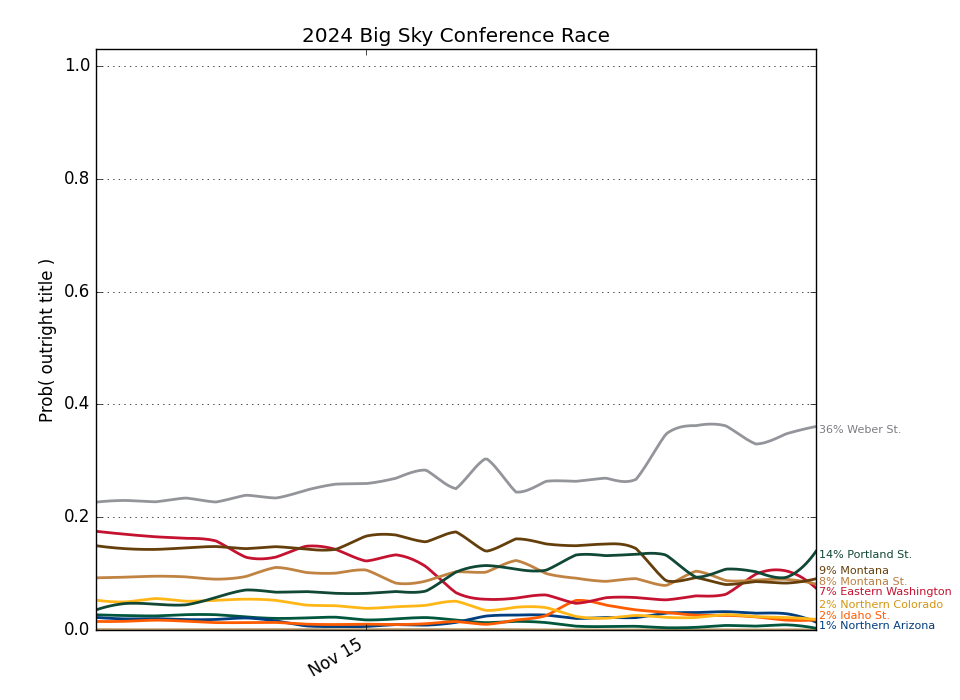 2024 Big Sky Conference Race
Prob( outright title )
1.0
0.8
0.6
0.4
0.2
0.0
Nov 15
36% Weber St.
14% Portland St.
9% Montana
8% Montana St.
7% Eastern Washington
2% Northern Colorado
2% Idaho St.
1% Northern Arizona